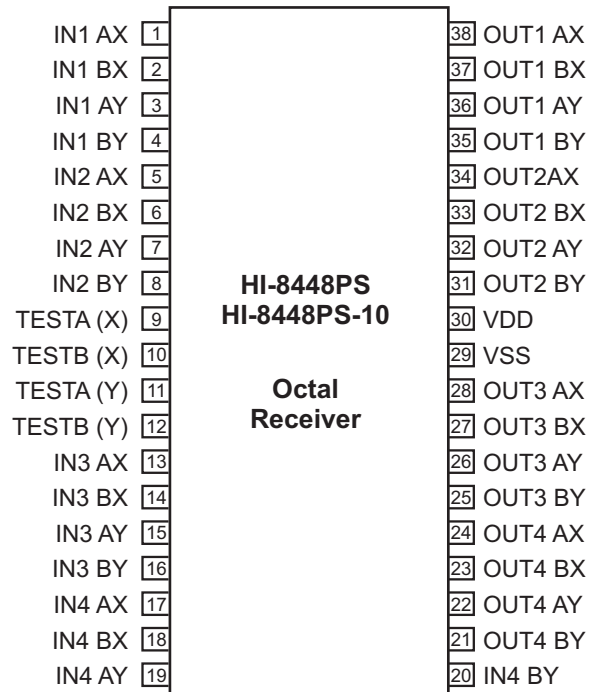 IN1 AX 1 38 OUT1 AX
IN1 BX 2 37 OUT1 BX
IN1 AY 3 36 OUT1 AY
IN1 BY 4 35 OUT1 BY
IN2 AX 5 34 OUT2AX
IN2 BX 6 33 OUT2 BX
IN2 AY 7 32 OUT2 AY
IN2 BY 8 HI-8448PS 31 OUT2 BY
TESTA (X) 9 HI-8448PS-10 30 VDD
TESTB (X) 10 29 VSS
TESTA (Y) 11 Octal 28 OUT3 AX
TESTB (Y) 12 Receiver 27 OUT3 BX
IN3 AX 13 26 OUT3 AY
IN3 BX 14 25 OUT3 BY
IN3 AY 15 24 OUT4 AX
IN3 BY 16 23 OUT4 BX
IN4 AX 17 22 OUT4 AY
IN4 BX 18 21 OUT4 BY
IN4 AY 19 20 IN4 BY